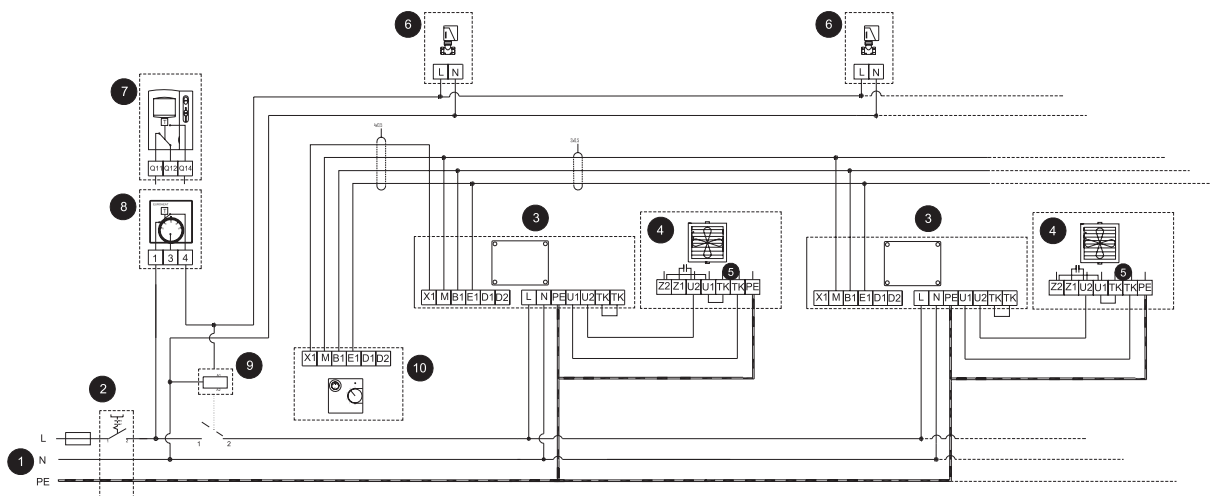 6
6
L N
L N
7
Q11 Q12 Q14
8
1 3 4
3
4
5
Z2 Z1 U2 U1 TK TK PE
3
4
5
Z2 Z1 U2 U1 TK TK PE
X1 M B1 E1 D1 D2
L N PE U1 U2 TK TK
X1 M B1 E1 D1 D2
L N PE U1 U2 TK TK
9
X1 M B1 E1 D1 D2
10
2
1 2
1
L
N
PE